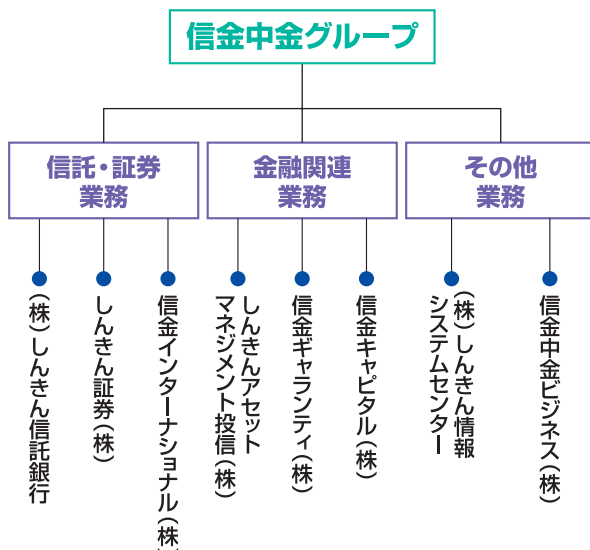 信金中金グループ
信託・証券
業務
金融関連
業務
その他
業務
(株)しんきん信託銀行
しんきん証券(株)
信金インターナショナル(株)
しんきんアセット
マネジメント投信(株)
信金ギャランティ(株)
信金キャピタル(株)
(株)しんきん情報
システムセンター
信金中金ビジネス(株)